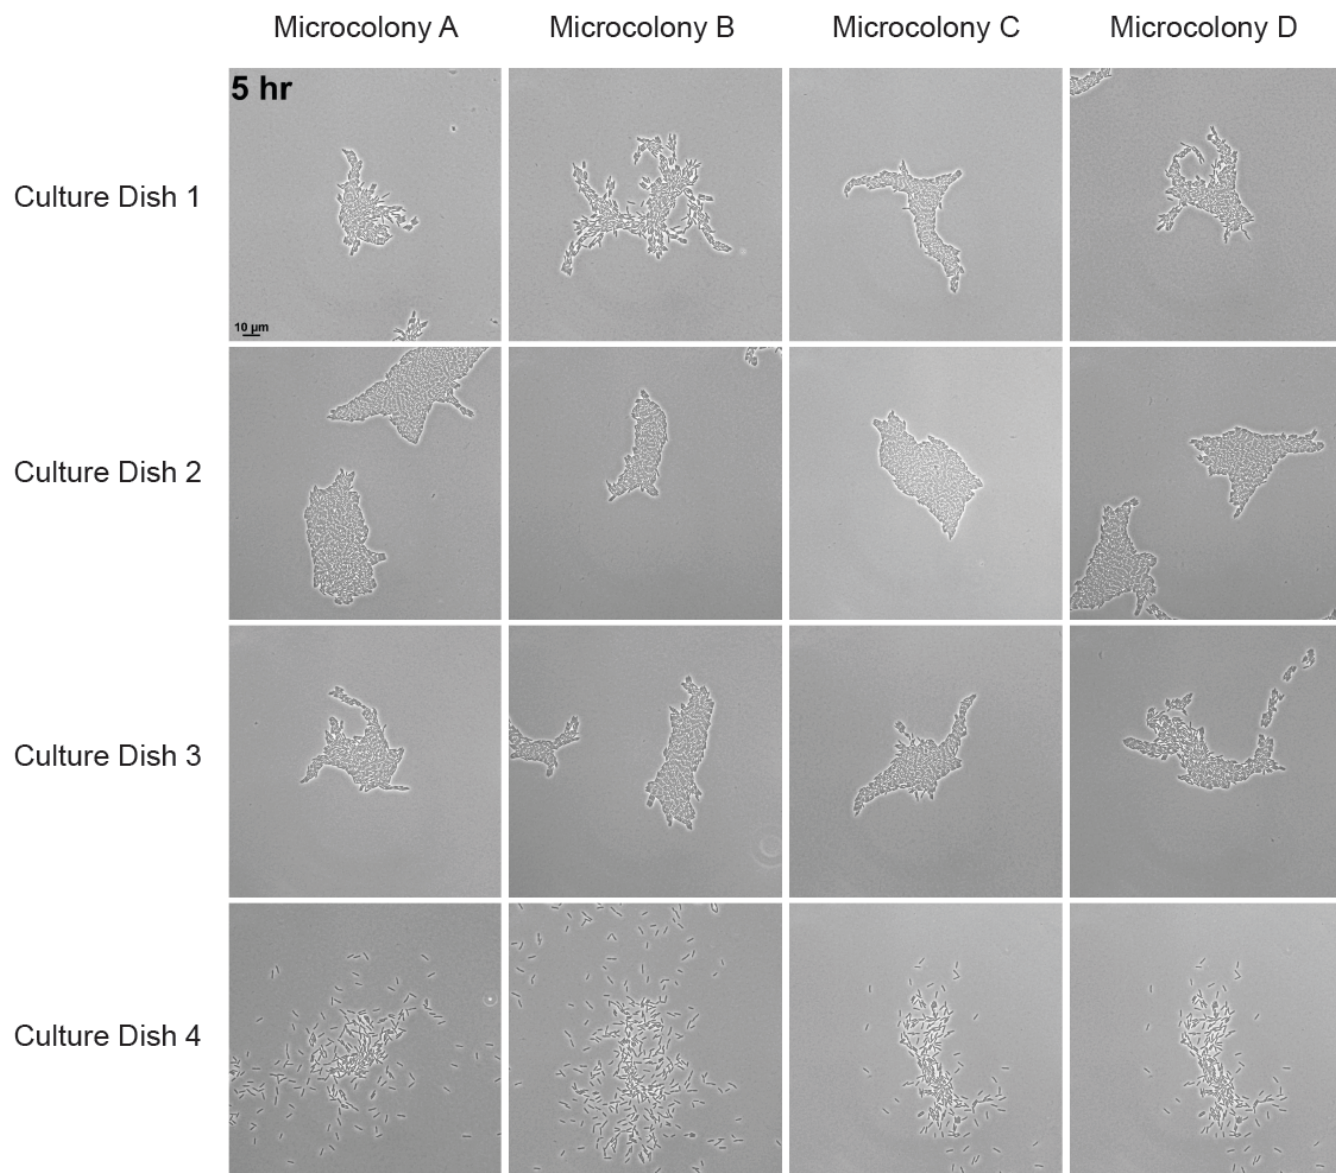 Microcolony A Microcolony B Microcolony C Microcolony D
5 hr
Culture Dish 1
10 µm
Culture Dish 2
Culture Dish 3
Culture Dish 4